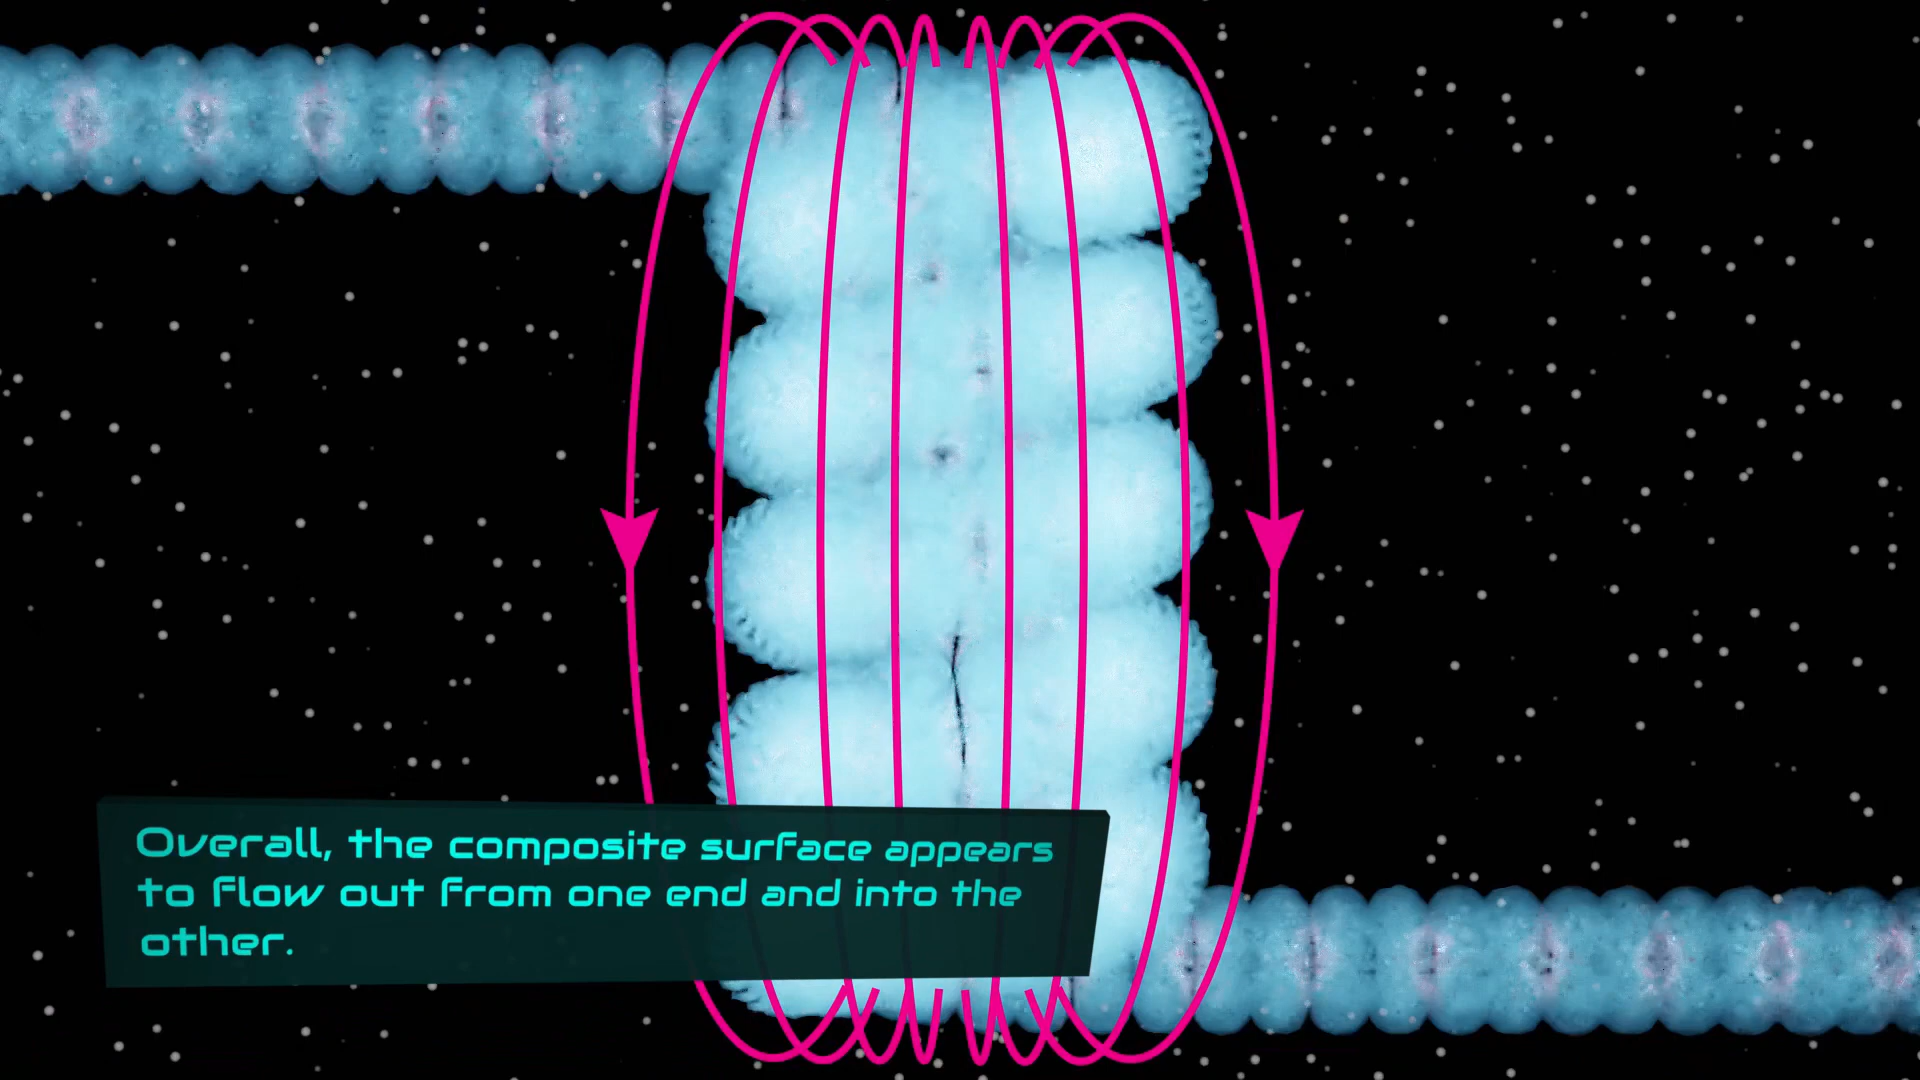 Overall, the composite surface appears
to flow out from one end and into the
other.